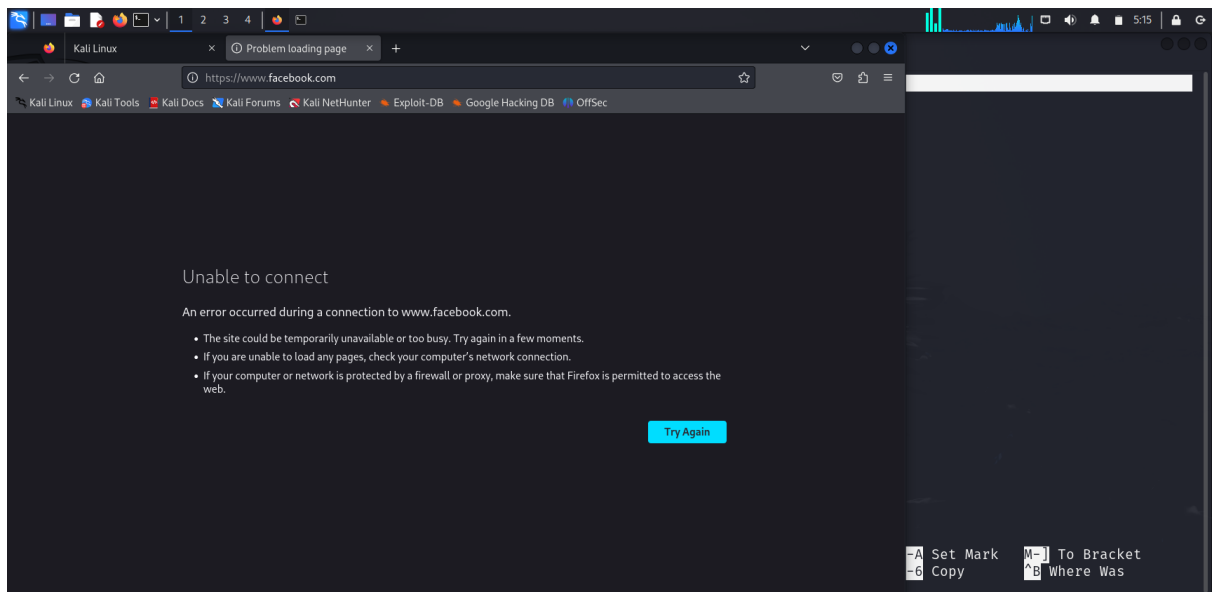 1 2 3 4
5:15
Kali Linux
Problem loading page
https://www.facebook.com
Kali Linux Kali Tools Kali Docs Kali Forums Kali NetHunter Exploit-DB Google Hacking DB OffSec
Unable to connect
An error occurred during a connection to www.facebook.com.
• The site could be temporarily unavailable or too busy. Try again in a few moments.
• If you are unable to load any pages, check your computer's network connection.
• If your computer or network is protected by a firewall or proxy, make sure that Firefox is permitted to access the
web.
Try Again
-A Set Mark M-] To Bracket
-6 Copy ^B Where Was